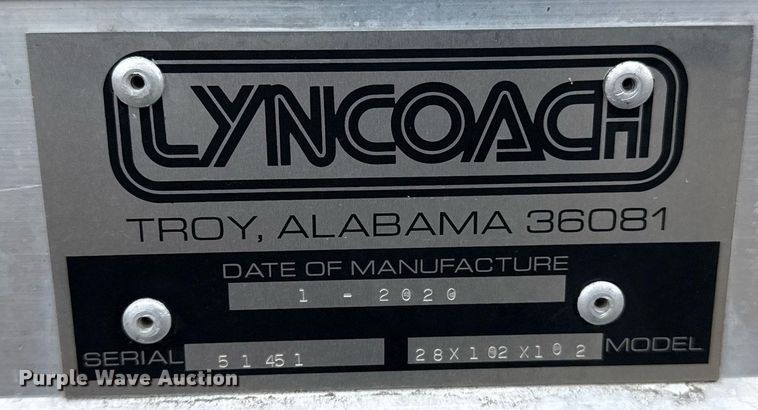 LYNCOACH
TROY, ALABAMA 36081
DATE OF MANUFACTURE
1 - 2020
SERIAL 51451 28X102X102 MODEL
Purple Wave Auction